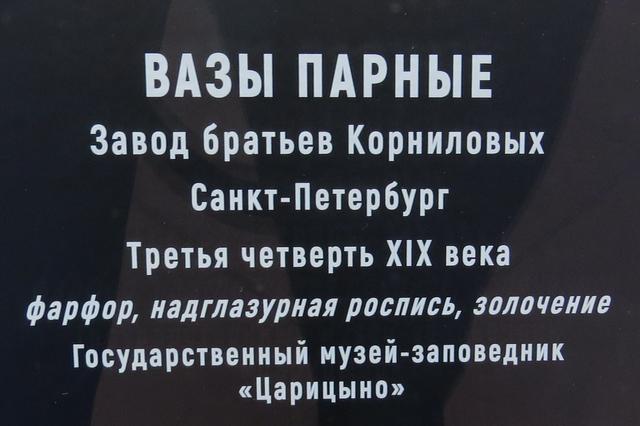 ВАЗЫ ПАРНЫЕ
Завод братьев Корниловых
Санкт-Петербург
Третья четверть XIX века
фарфор, надглазурная роспись, золочение
Государственный музей-заповедник
«Царицыно»